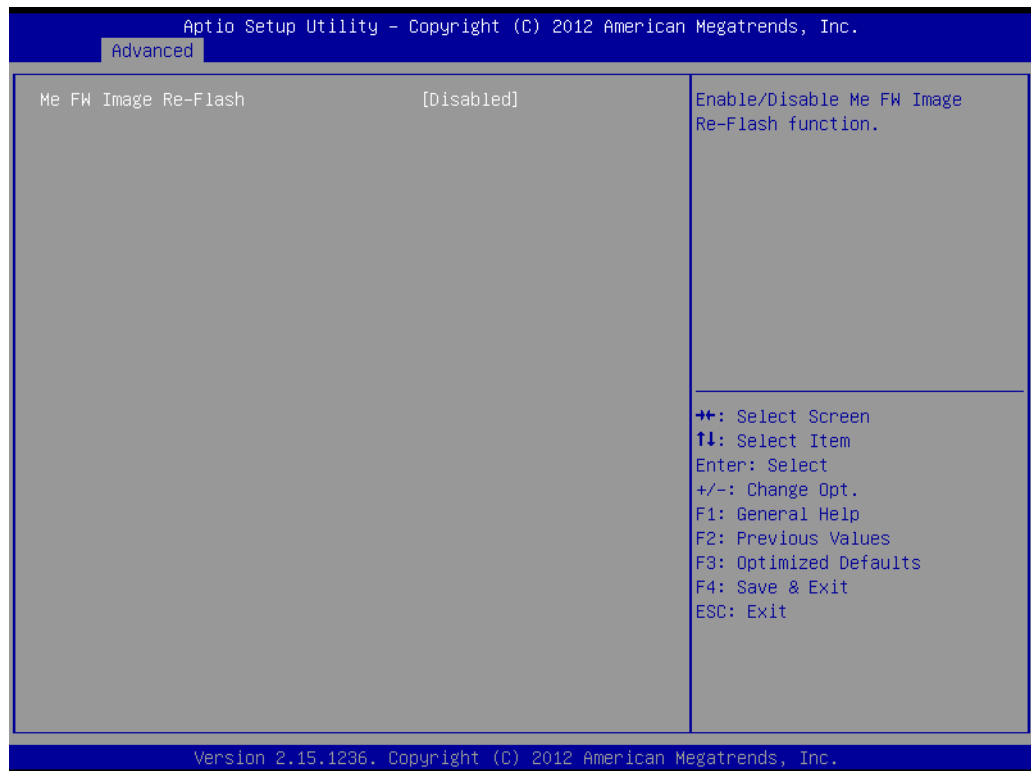 Aptio Setup Utility – Copyright (C) 2012 American Megatrends, Inc.
Advanced
Me FW Image Re-Flash [Disabled]
Enable/Disable Me FW Image
Re-Flash function.
→←: Select Screen
↑↓: Select Item
Enter: Select
+/-: Change Opt.
F1: General Help
F2: Previous Values
F3: Optimized Defaults
F4: Save & Exit
ESC: Exit
Version 2.15.1236. Copyright (C) 2012 American Megatrends, Inc.